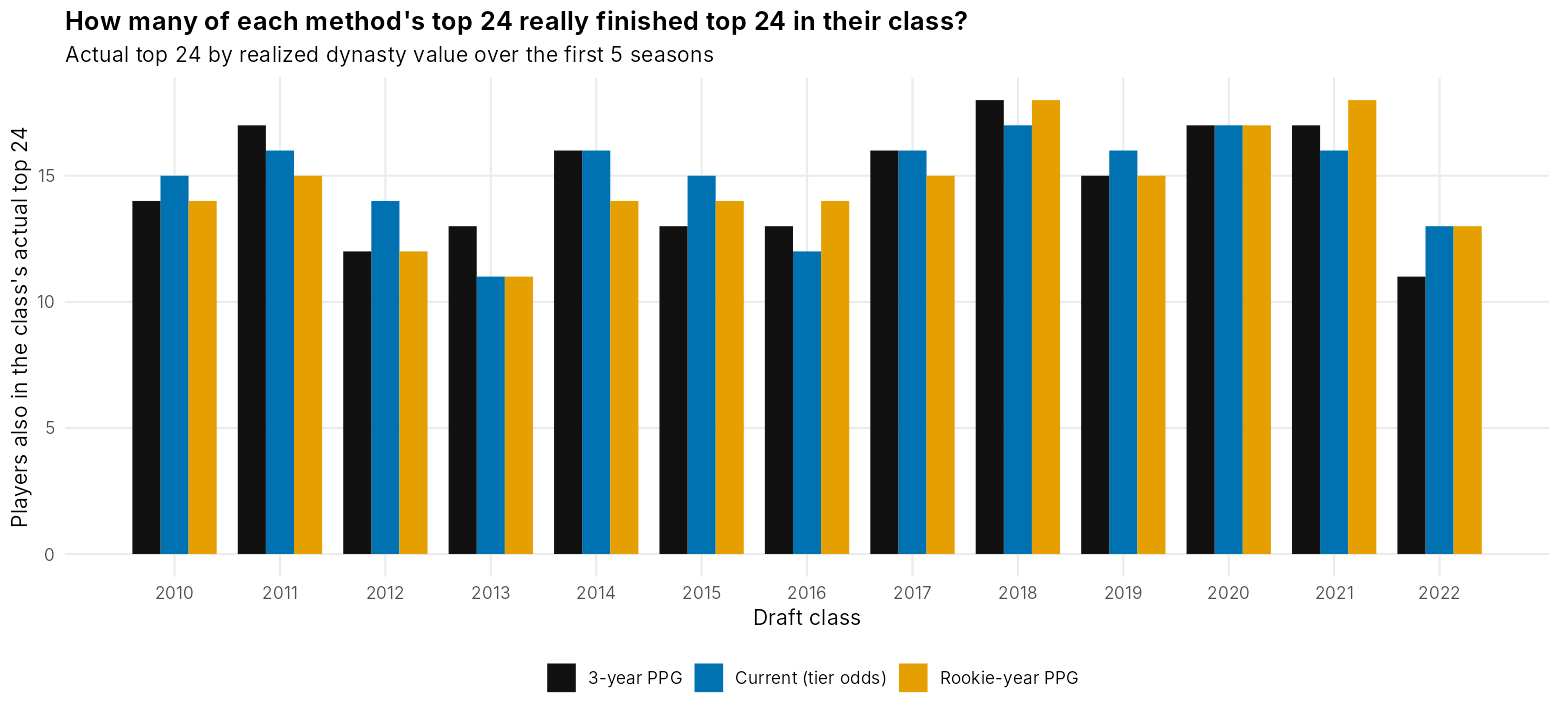 How many of each method's top 24 really finished top 24 in their class?
Actual top 24 by realized dynasty value over the first 5 seasons
Players also in the class's actual top 24
15
10
5
0
2010 2011 2012 2013 2014 2015 2016 2017 2018 2019 2020 2021 2022
Draft class
3-year PPG Current (tier odds) Rookie-year PPG